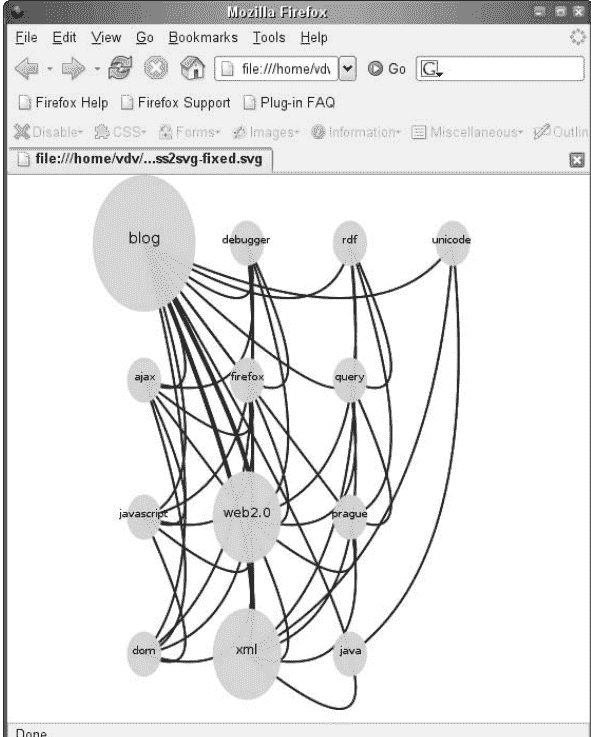 Mozilla Firefox
File Edit View Go Bookmarks Tools Help
file:///home/vdv Go G
Firefox Help Firefox Support Plug-in FAQ
Disable CSS Forms Images Information Miscellaneous Outlin
file:///home/vdv/...ss2svg-fixed.svg
blog debugger rdf unicode
ajax firefox query
javascript web2.0 prague
dom xml java
Done